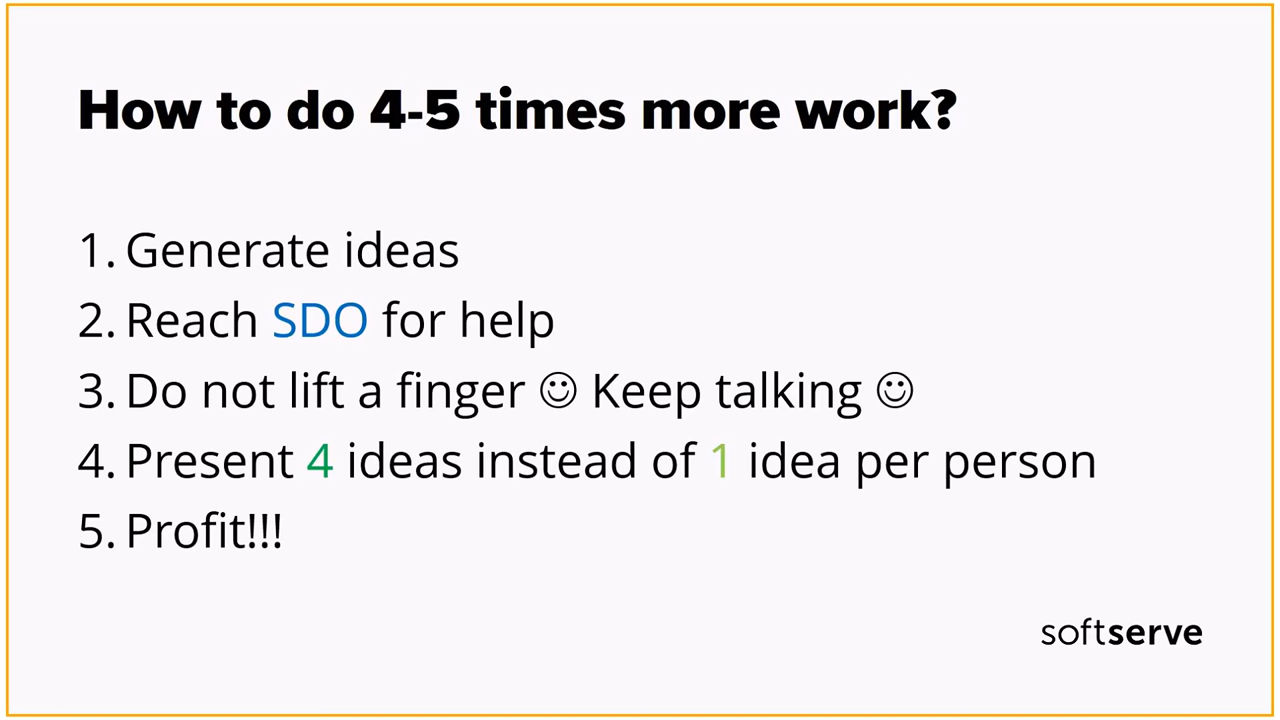 How to do 4-5 times more work?
1. Generate ideas
2. Reach SDO for help
3. Do not lift a finger ☺ Keep talking ☺
4. Present 4 ideas instead of 1 idea per person
5. Profit!!!
softserve